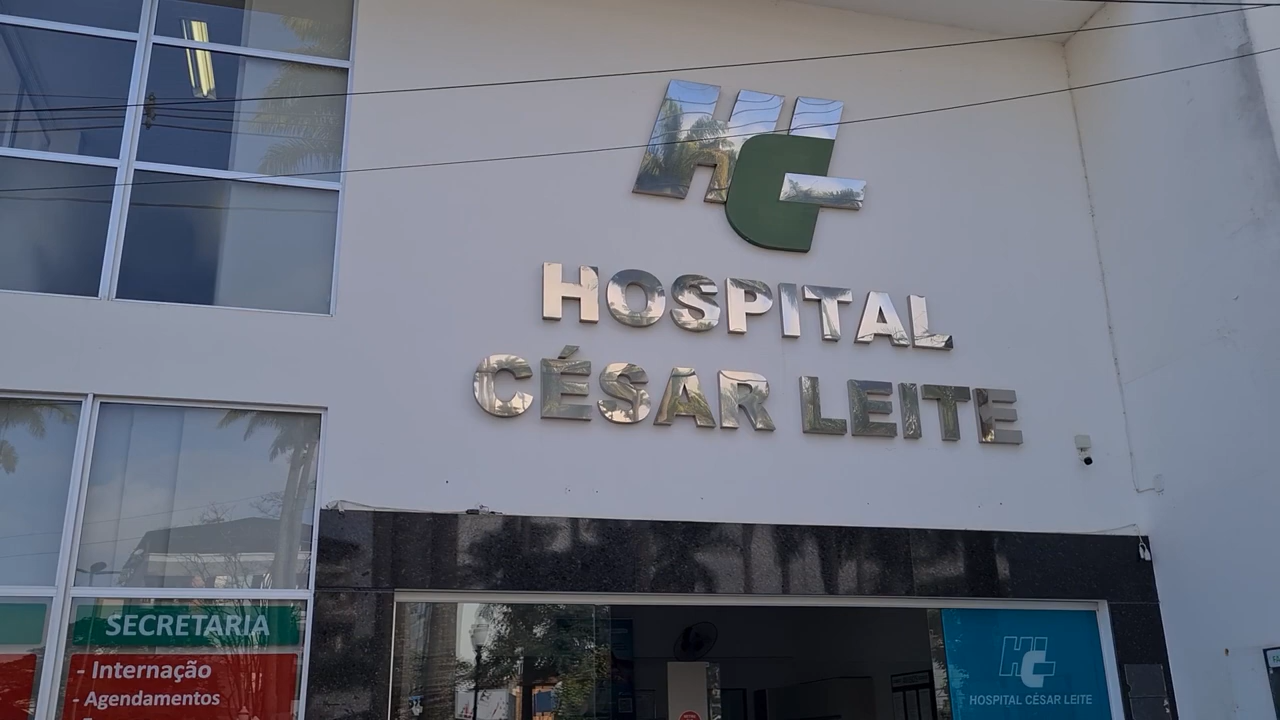 HC
HOSPITAL
CÉSAR LEITE
SECRETARIA
- Internação
- Agendamentos
HC
HOSPITAL CÉSAR LEITE